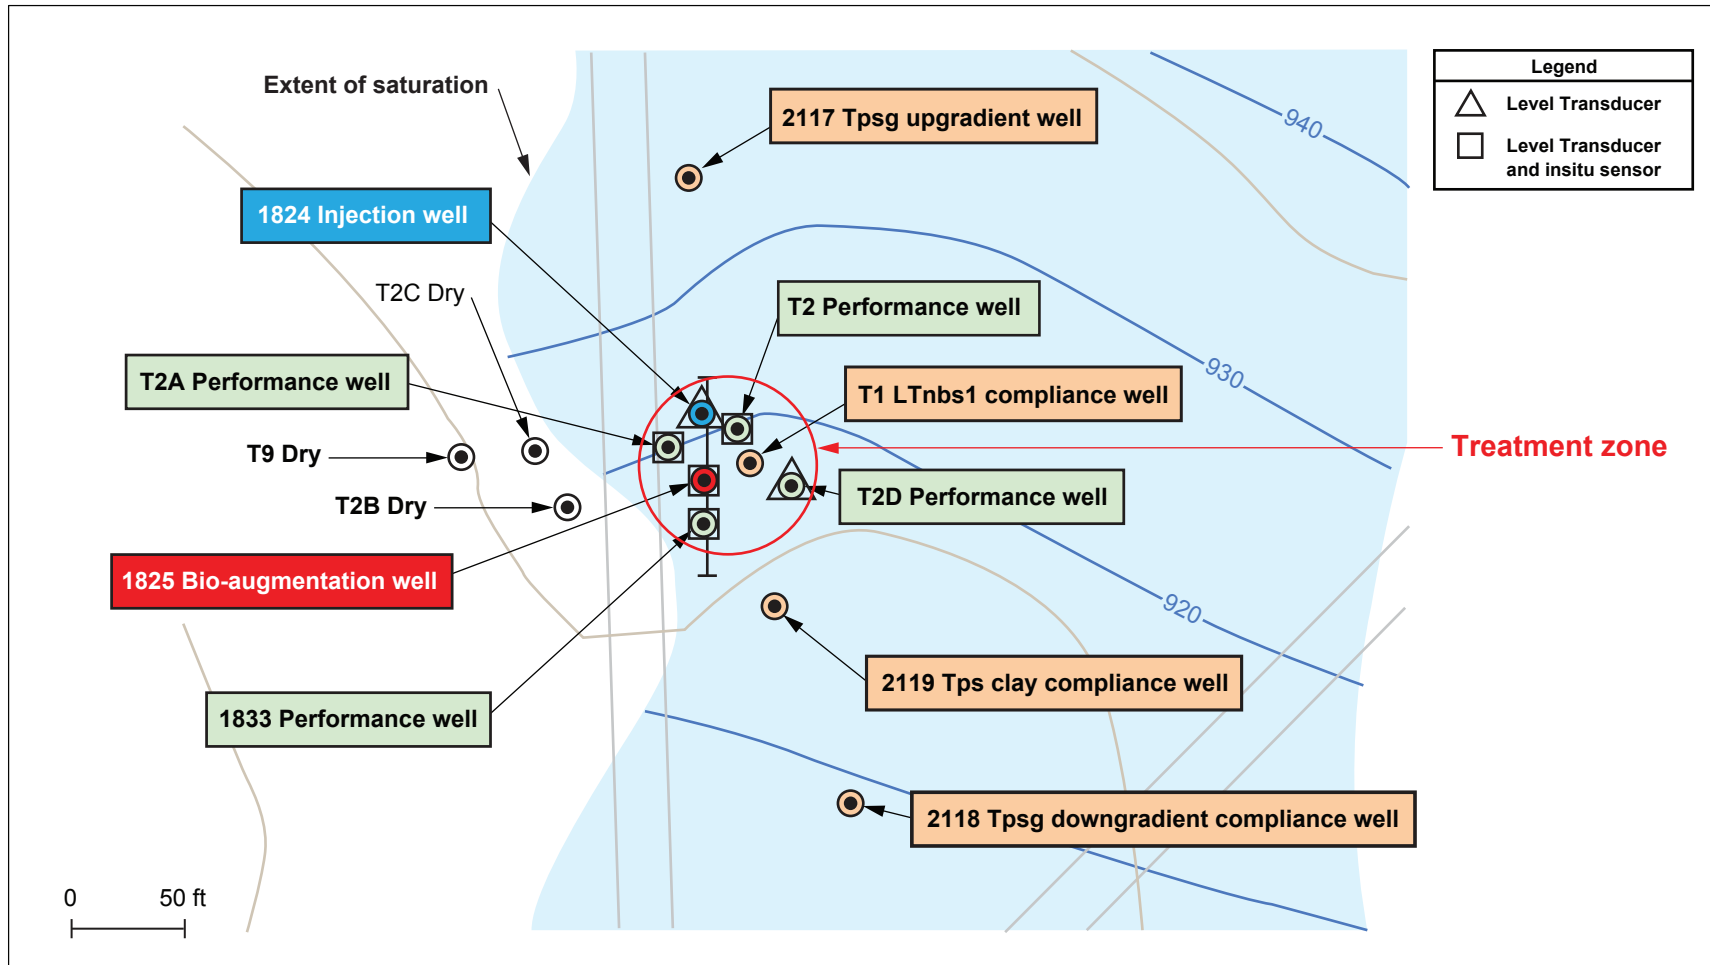 Legend
Level Transducer
Level Transducer
and insitu sensor
Extent of saturation
2117 Tpsg upgradient well
940
1824 Injection well
T2C Dry
T2 Performance well
930
T2A Performance well
T1 LTnbs1 compliance well
T9 Dry
Treatment zone
T2B Dry
T2D Performance well
1825 Bio-augmentation well
920
2119 Tps clay compliance well
1833 Performance well
2118 Tpsg downgradient compliance well
0 50 ft